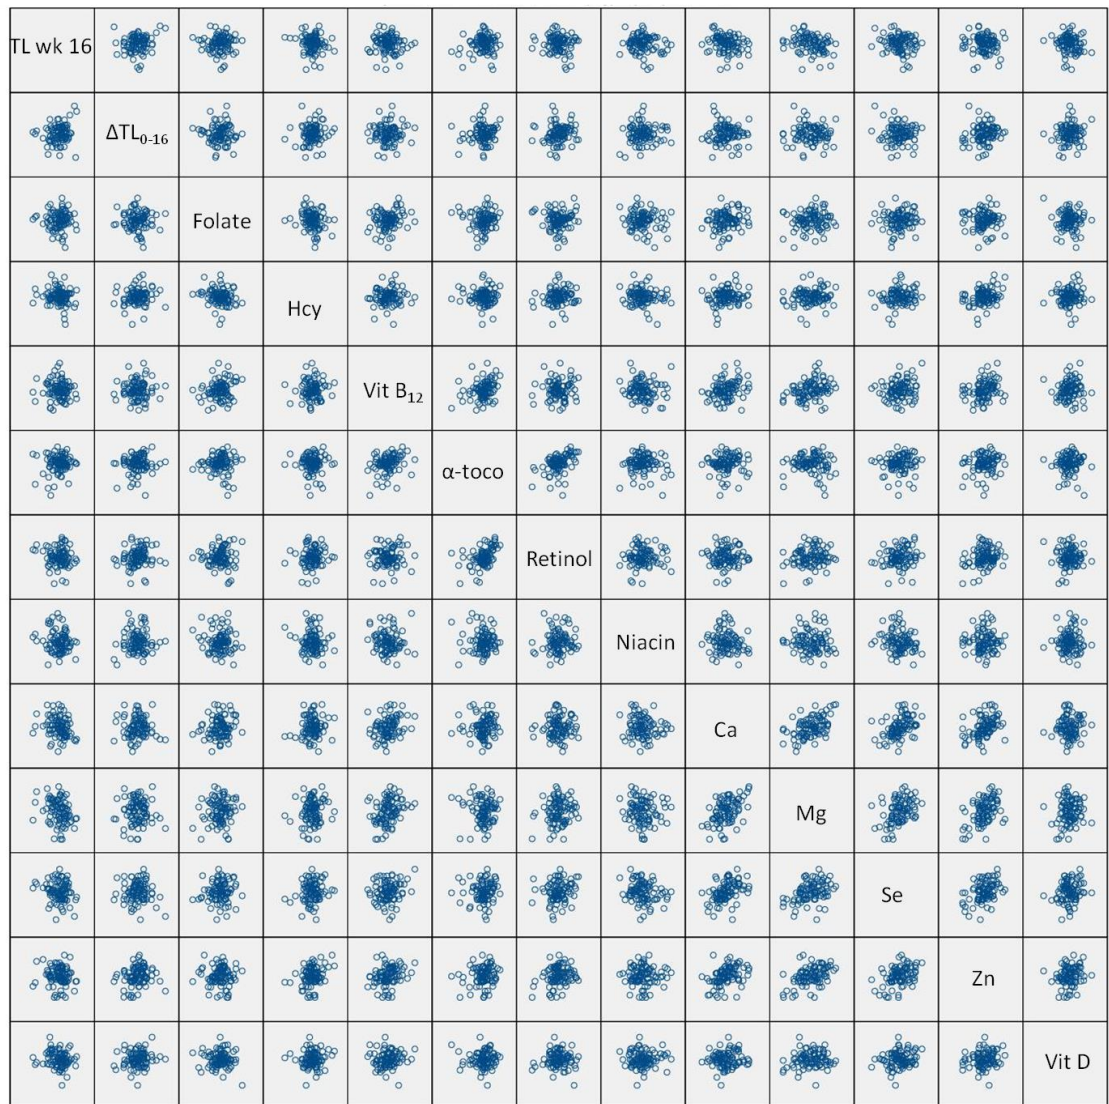 TL wk 16
ΔTL₀₋₁₆
Folate
Hcy
Vit B₁₂
α-toco
Retinol
Niacin
Ca
Mg
Se
Zn
Vit D